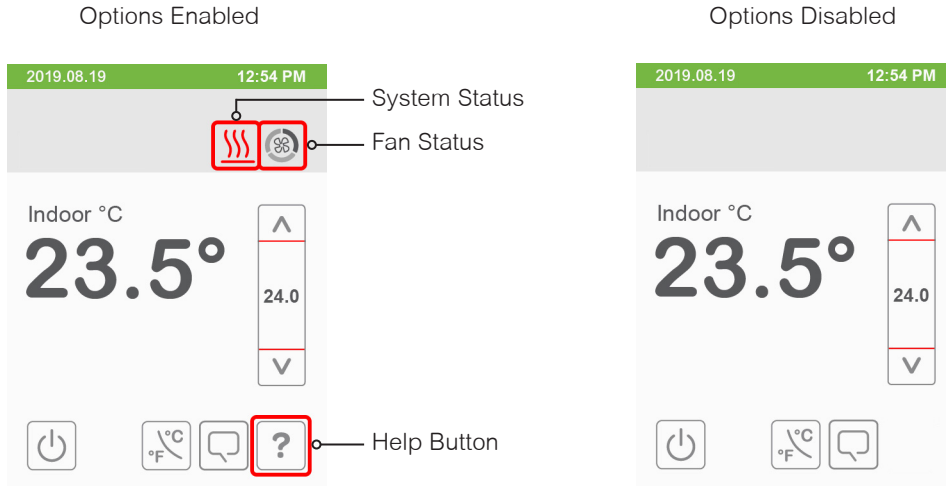 Options Enabled
Options Disabled
2019.08.19 12:54 PM
System Status
Fan Status
Indoor °C
23.5°
24.0
°C
°F
?
Help Button
2019.08.19 12:54 PM
Indoor °C
23.5°
24.0
°C
°F